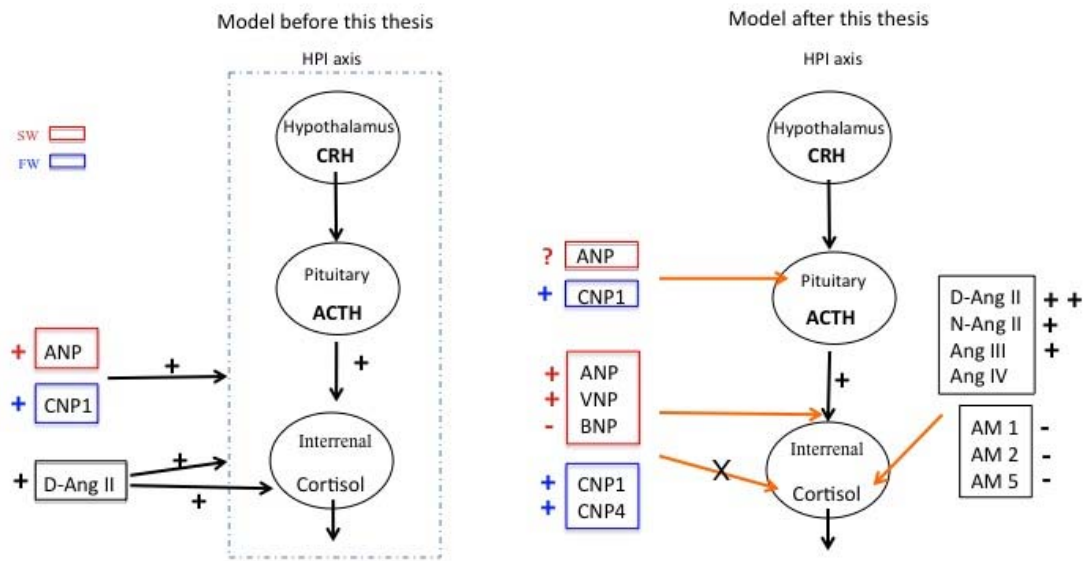 Model before this thesis
HPI axis
SW
FW
Hypothalamus
CRH
Pituitary
ACTH
+
+ ANP
+
+ CNP1
Interrenal
Cortisol
+ D-Ang II
+
+
Model after this thesis
HPI axis
Hypothalamus
CRH
? ANP
+ CNP1
Pituitary
ACTH
D-Ang II + +
N-Ang II +
Ang III +
Ang IV
+ ANP
+ VNP
- BNP
+
Interrenal
Cortisol
X
+ CNP1
+ CNP4
AM 1 -
AM 2 -
AM 5 -